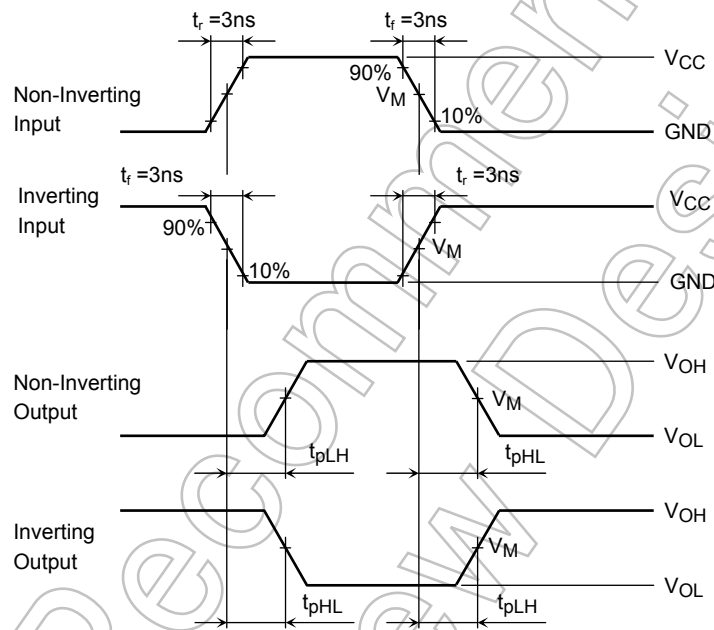 tr =3ns
tf =3ns
Non-Inverting
Input
90%
VM
10%
VCC
GND
tf =3ns
tr =3ns
Inverting
Input
90%
10%
VM
VCC
GND
Non-Inverting
Output
VM
VOH
VOL
tpLH
tpHL
Inverting
Output
VM
VOH
VOL
tpHL
tpLH